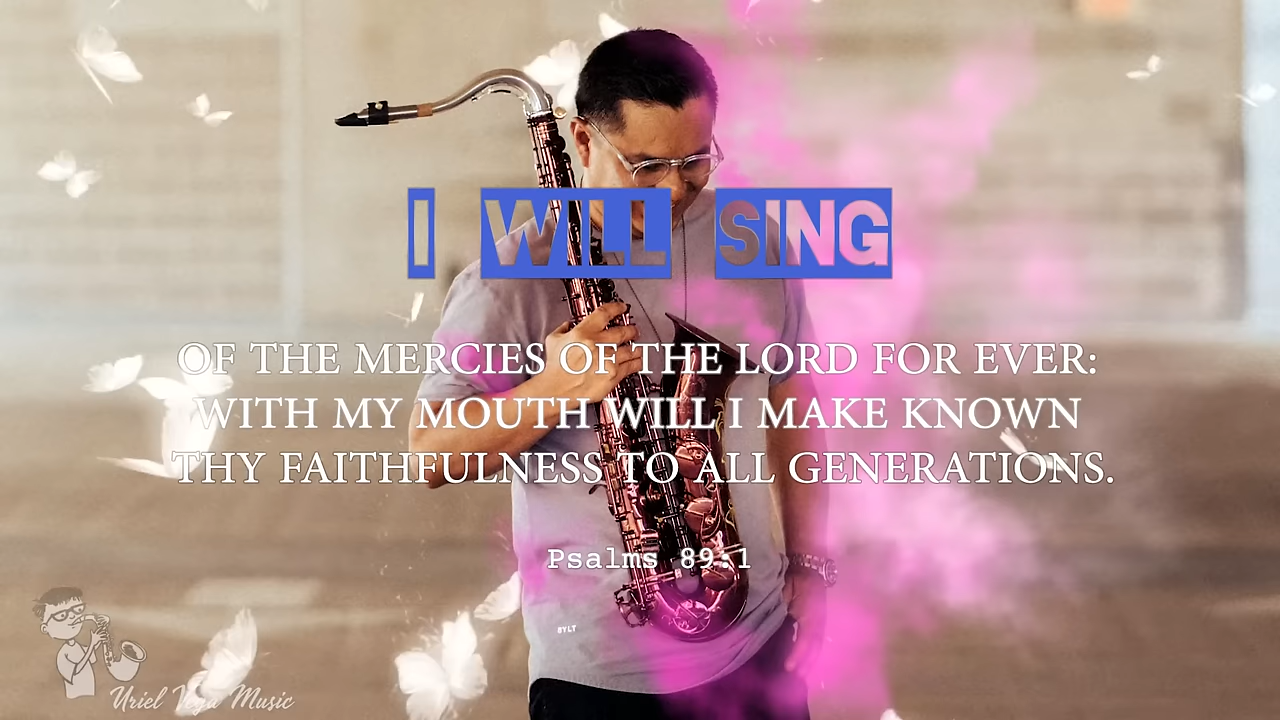 I WILL SING
OF THE MERCIES OF THE LORD FOR EVER:
WITH MY MOUTH WILL I MAKE KNOWN
THY FAITHFULNESS TO ALL GENERATIONS.
Psalms 89:1
BYLT
Uriel Vega Music